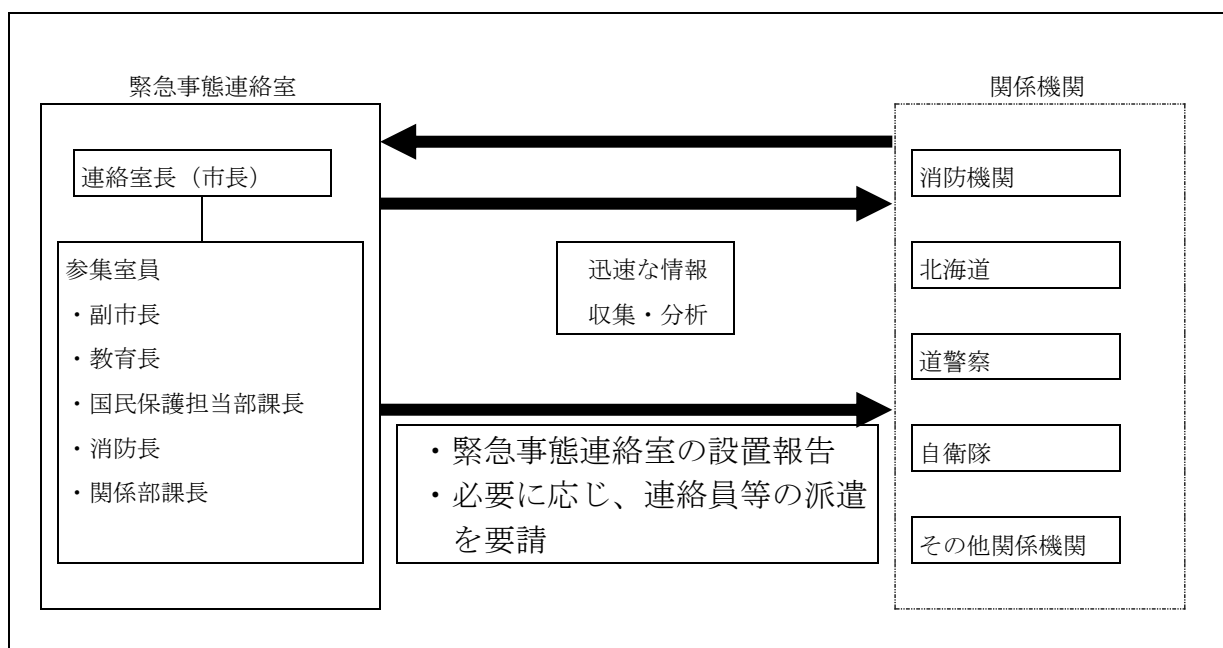 緊急事態連絡室
連絡室長（市長）
参集室員
・副市長
・教育長
・国民保護担当部課長
・消防長
・関係部課長
迅速な情報
収集・分析
・緊急事態連絡室の設置報告
・必要に応じ、連絡員等の派遣
を要請
関係機関
消防機関
北海道
道警察
自衛隊
その他関係機関